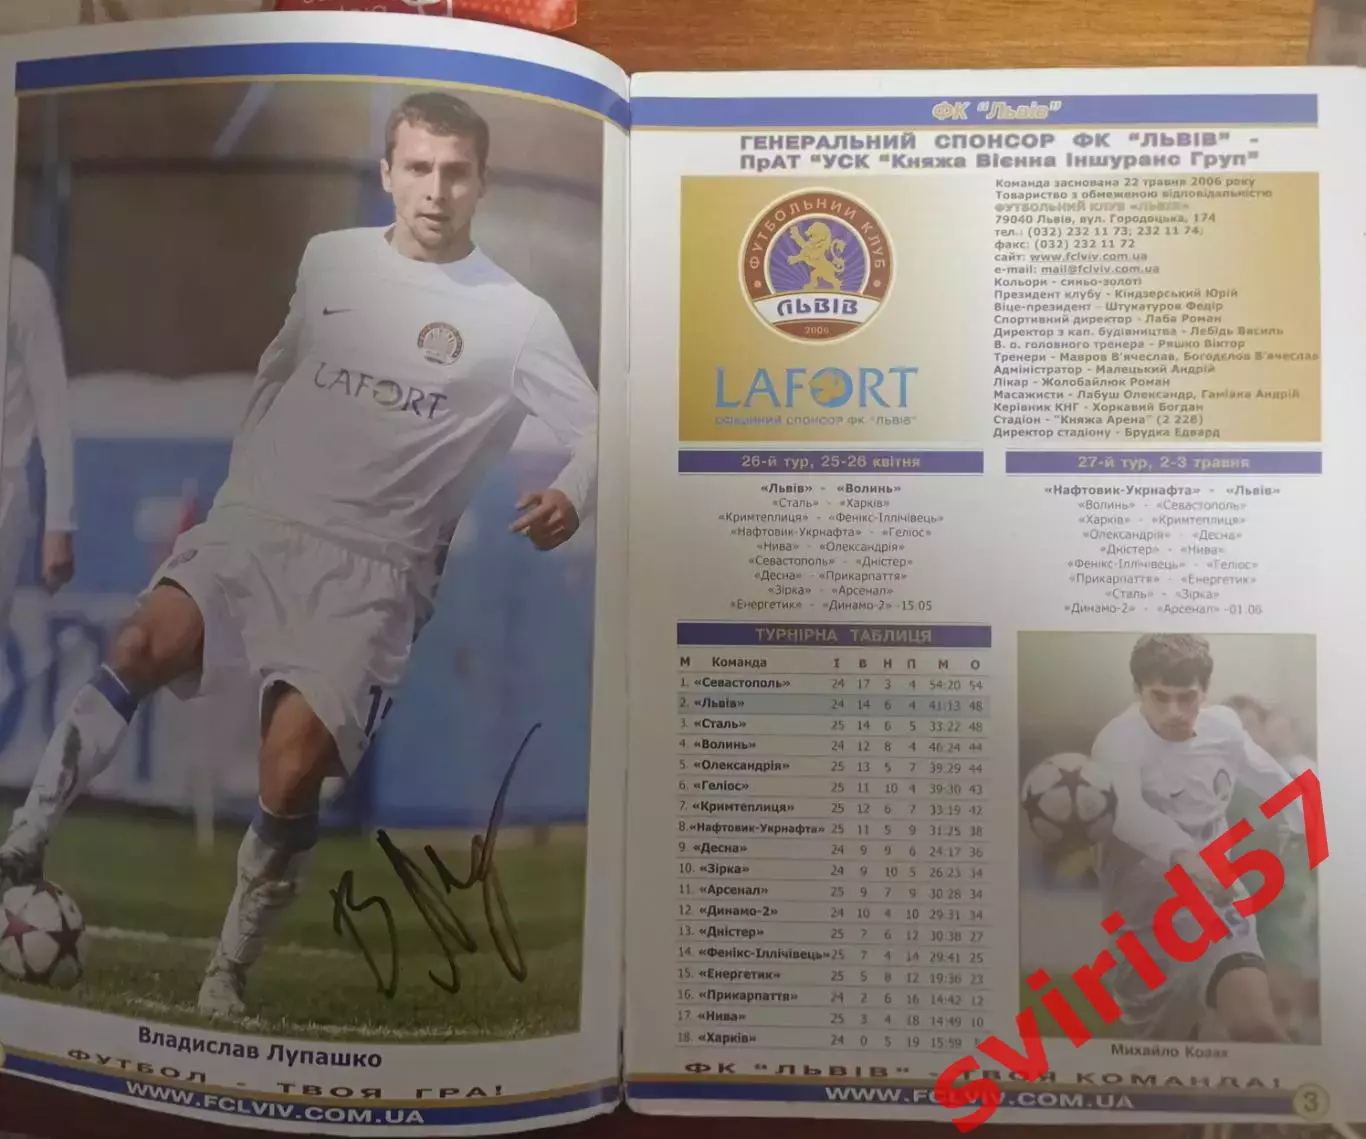 LAFORT
Владислав Лупашко
ФУТБОЛ - ТВОЯ ГРА!
WWW.FCLVIV.COM.UA
ФК "Львів"
ГЕНЕРАЛЬНИЙ СПОНСОР ФК "ЛЬВІВ" -
ПрАТ "УСК "Княжа Вієнна Іншуранс Груп"
ФУТБОЛЬНИЙ КЛУБ
ЛЬВІВ
2006
LAFORT
ОФІЦІЙНИЙ СПОНСОР ФК "ЛЬВІВ"
Команда заснована 22 травня 2006 року
Товариство з обмеженою відповідальністю
ФУТБОЛЬНИЙ КЛУБ «ЛЬВІВ»
79040 Львів, вул. Городоцька, 174
тел.: (032) 232 11 73; 232 11 74;
факс: (032) 232 11 72
сайт: www.fclviv.com.ua
e-mail: mail@fclviv.com.ua
Кольори - синьо-золоті
Президент клубу - Кіндзерський Юрій
Віце-президент - Штукатуров Федір
Спортивний директор - Лаба Роман
Директор з кап. будівництва - Лебідь Василь
В. о. головного тренера - Ряшко Віктор
Тренери - Мавров В'ячеслав, Богодєлов В'ячеслав
Адміністратор - Малецький Андрій
Лікар - Жолобайлюк Роман
Масажисти - Лабуш Олександр, Гамівка Андрій
Керівник КНГ - Хоркавий Богдан
Стадіон - "Княжа Арена" (2 228)
Директор стадіону - Брудка Едвард
26-й тур, 25-26 квітня
«Львів» - «Волинь»
«Сталь» - «Харків»
«Кримтеплиця» - «Фенікс-Іллічівець»
«Нафтовик-Укрнафта» - «Геліос»
«Нива» - «Олександрія»
«Севастополь» - «Дністер»
«Десна» - «Прикарпаття»
«Зірка» - «Арсенал»
«Енергетик» - «Динамо-2» -15.05
27-й тур, 2-3 травня
«Нафтовик-Укрнафта» - «Львів»
«Волинь» - «Севастополь»
«Харків» - «Кримтеплиця»
«Олександрія» - «Десна»
«Дністер» - «Нива»
«Фенікс-Іллічівець» - «Геліос»
«Прикарпаття» - «Енергетик»
«Сталь» - «Зірка»
«Динамо-2» - «Арсенал» -01.06
ТУРНІРНА ТАБЛИЦЯ
М Команда І В Н П М О
1. «Севастополь» 24 17 3 4 54:20 54
2. «Львів» 24 14 6 4 41:13 48
3. «Сталь» 25 14 6 5 33:22 48
4. «Волинь» 24 12 8 4 46:24 44
5. «Олександрія» 25 13 5 7 39:29 44
6. «Геліос» 25 11 10 4 39:30 43
7. «Кримтеплиця» 25 12 6 7 33:19 42
8. «Нафтовик-Укрнафта» 25 11 5 9 31:25 38
9. «Десна» 24 9 9 6 24:17 36
10. «Зірка» 24 9 10 5 26:23 34
11. «Арсенал» 25 9 7 9 30:28 34
12. «Динамо-2» 24 10 4 10 29:31 34
13. «Дністер» 25 7 6 12 30:38 27
14. «Фенікс-Іллічівець» 25 7 4 14 29:41 25
15. «Енергетик» 25 5 8 12 19:36 23
16. «Прикарпаття» 24 2 6 16 14:42 12
17. «Нива» 25 3 4 18 14:49 10
18. «Харків» 24 0 5 19 15:59 5
Михайло Козак
ФК "ЛЬВІВ" - ТВОЯ КОМАНДА!
WWW.FCLVIV.COM.UA
3
svirid57